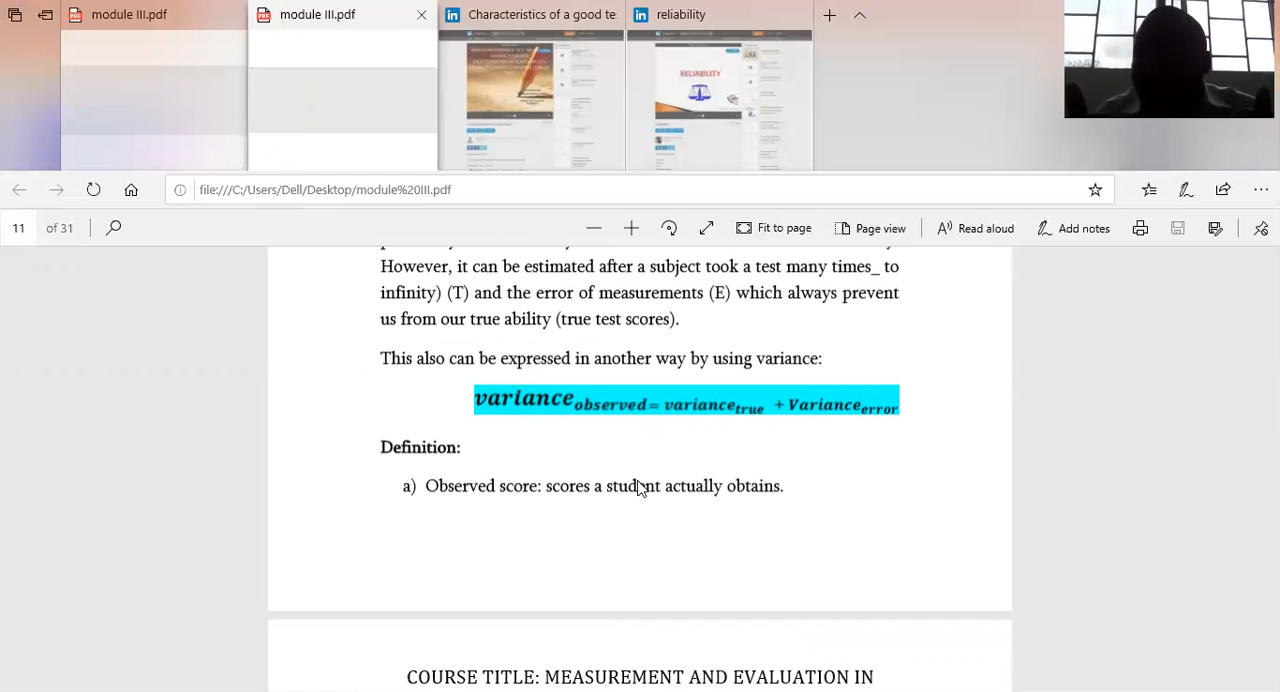 module III.pdf
module III.pdf
Characteristics of a good te
reliability
RELIABILITY
file:///C:/Users/Dell/Desktop/module%20III.pdf
11 of 31
Fit to page
Page view
Read aloud
Add notes
However, it can be estimated after a subject took a test many times_ to
infinity) (T) and the error of measurements (E) which always prevent
us from our true ability (true test scores).
This also can be expressed in another way by using variance:
variance observed = variance true + Variance error
Definition:
a) Observed score: scores a student actually obtains.
COURSE TITLE: MEASUREMENT AND EVALUATION IN